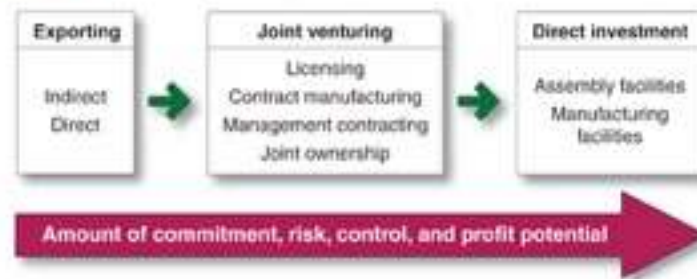 Exporting
Indirect
Direct
Joint venturing
Licensing
Contract manufacturing
Management contracting
Joint ownership
Direct investment
Assembly facilities
Manufacturing
facilities
Amount of commitment, risk, control, and profit potential